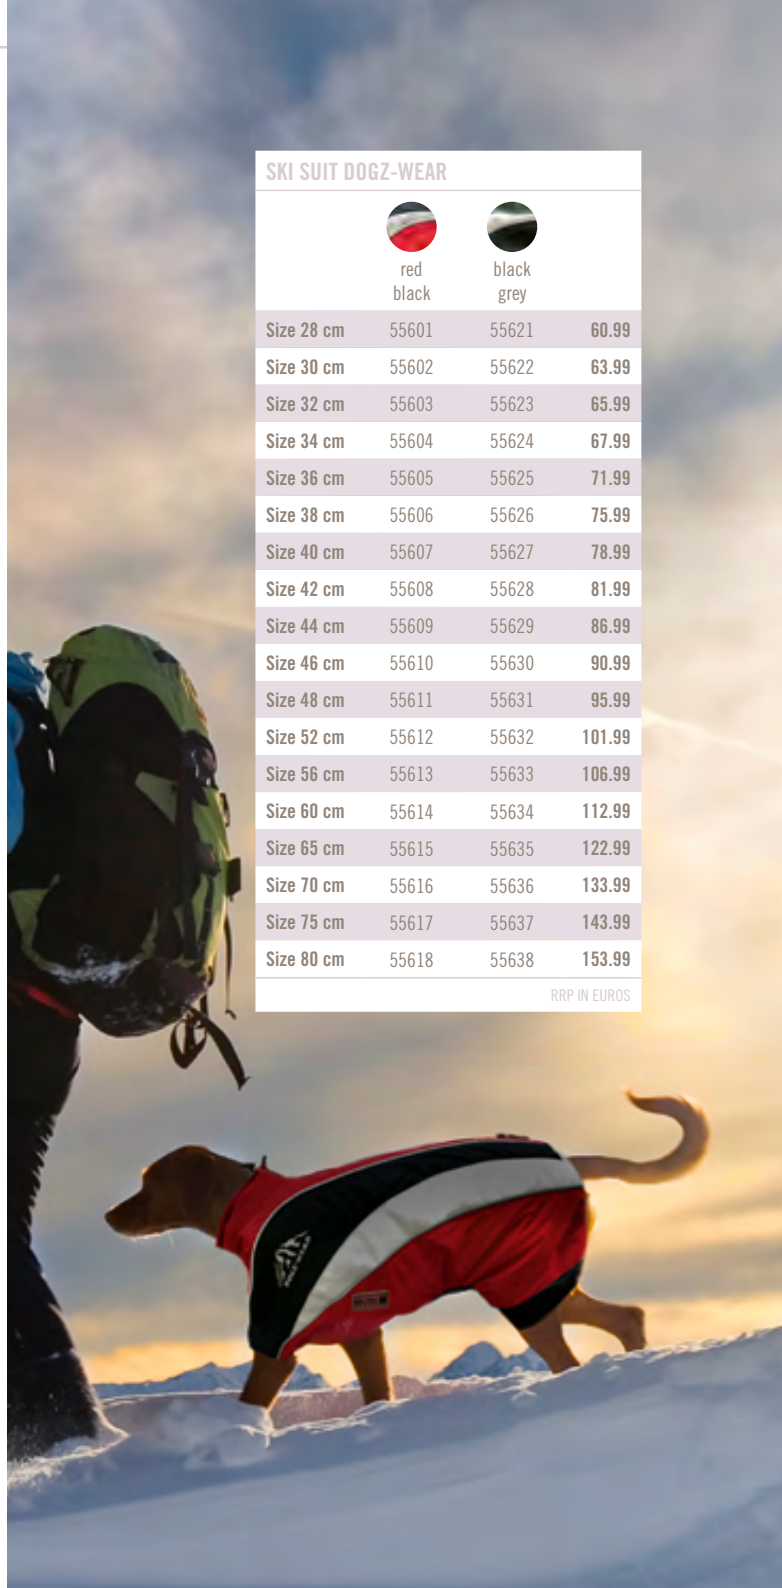 SKI SUIT DOGZ-WEAR
red black
black grey
Size 28 cm 55601 55621 60.99
Size 30 cm 55602 55622 63.99
Size 32 cm 55603 55623 65.99
Size 34 cm 55604 55624 67.99
Size 36 cm 55605 55625 71.99
Size 38 cm 55606 55626 75.99
Size 40 cm 55607 55627 78.99
Size 42 cm 55608 55628 81.99
Size 44 cm 55609 55629 86.99
Size 46 cm 55610 55630 90.99
Size 48 cm 55611 55631 95.99
Size 52 cm 55612 55632 101.99
Size 56 cm 55613 55633 106.99
Size 60 cm 55614 55634 112.99
Size 65 cm 55615 55635 122.99
Size 70 cm 55616 55636 133.99
Size 75 cm 55617 55637 143.99
Size 80 cm 55618 55638 153.99
RRP IN EUROS
DOGZ-WEAR